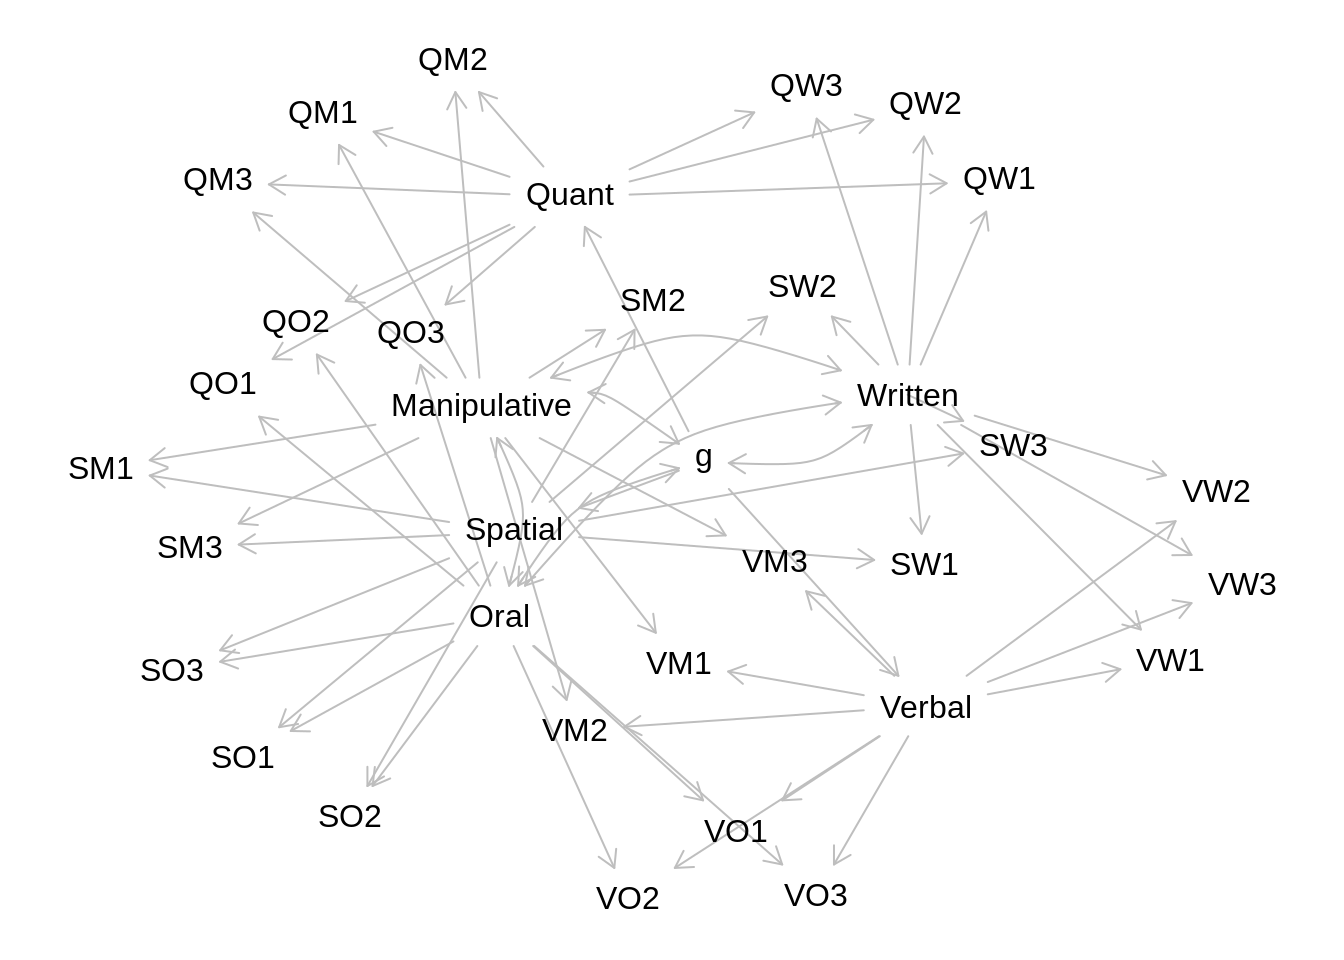 QM2
QW3
QW2
QM1
QM3
QW1
Quant
SW2
SM2
QO2
QO3
QO1
Written
Manipulative
SW3
g
SM1
VW2
Spatial
SM3
VM3
SW1
VW3
Oral
VW1
VM1
SO3
Verbal
VM2
SO1
SO2
VO1
VO3
VO2